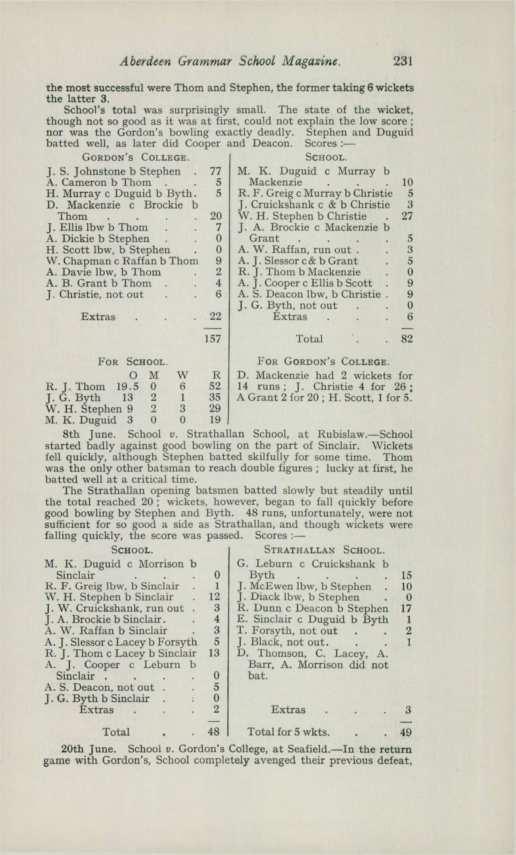 Aberdeen Grammar School Magazine. 231
the most successful were Thom and Stephen, the former taking 6 wickets
the latter 3.
School's total was surprisingly small. The state of the wicket,
though not so good as it was at first, could not explain the low score ;
nor was the Gordon's bowling exactly deadly. Stephen and Duguid
batted well, as later did Cooper and Deacon. Scores :—
GORDON'S COLLEGE.
J. S. Johnstone b Stephen . 77
A. Cameron b Thom . . 5
H. Murray c Duguid b Byth. 5
D. Mackenzie c Brockie b
Thom . . . . 20
J. Ellis lbw b Thom . . 7
A. Dickie b Stephen . . 0
H. Scott lbw, b Stephen . 0
W. Chapman c Raffan b Thom 9
A. Davie lbw, b Thom . 2
A. B. Grant b Thom . . 4
J. Christie, not out . . 6
Extras . . . 22
157
SCHOOL.
M. K. Duguid c Murray b
Mackenzie . . . . 10
R. F. Greig c Murray b Christie 5
J. Cruickshank c & b Christie 3
W. H. Stephen b Christie . 27
J. A. Brockie c Mackenzie b
Grant . . . . 5
A. W. Raffan, run out . . 3
A. J. Slessor c & b Grant . 5
R. J. Thom b Mackenzie . 0
A. J. Cooper c Ellis b Scott . 9
A. S. Deacon lbw, b Christie . 9
J. G. Byth, not out . . 0
Extras . . . 6
Total . . 82
FOR SCHOOL.
O M W R
R. J. Thom 19.5 0 6 52
J. G. Byth 13 2 1 35
W. H. Stephen 9 2 3 29
M. K. Duguid 3 0 0 19
FOR GORDON'S COLLEGE.
D. Mackenzie had 2 wickets for
14 runs ; J. Christie 4 for 26 ;
A Grant 2 for 20 ; H. Scott, 1 for 5.
8th June. School v. Strathallan School, at Rubislaw.—School
started badly against good bowling on the part of Sinclair. Wickets
fell quickly, although Stephen batted skilfully for some time. Thom
was the only other batsman to reach double figures ; lucky at first, he
batted well at a critical time.
The Strathallan opening batsmen batted slowly but steadily until
the total reached 20 ; wickets, however, began to fall quickly before
good bowling by Stephen and Byth. 48 runs, unfortunately, were not
sufficient for so good a side as Strathallan, and though wickets were
falling quickly, the score was passed. Scores :—
SCHOOL.
M. K. Duguid c Morrison b
Sinclair . . . . 0
R. F. Greig lbw, b Sinclair . 1
W. H. Stephen b Sinclair . 12
J. W. Cruickshank, run out . 3
J. A. Brockie b Sinclair. . 4
A. W. Raffan b Sinclair . 3
A. J. Slessor c Lacey b Forsyth 5
R. J. Thom c Lacey b Sinclair 13
A. J. Cooper c Leburn b
Sinclair . . . . 0
A. S. Deacon, not out . . 5
J. G. Byth b Sinclair . . 0
Extras . . . 2
Total . . 48
STRATHALLAN SCHOOL.
G. Leburn c Cruickshank b
Byth . . . . 15
J. McEwen lbw, b Stephen . 10
J. Diack lbw, b Stephen . 0
R. Dunn c Deacon b Stephen 17
E. Sinclair c Duguid b Byth 1
T. Forsyth, not out . . 2
J. Black, not out. . . 1
D. Thomson, C. Lacey, A.
Barr, A. Morrison did not
bat.
Extras . . . 3
Total for 5 wkts. . . 49
20th June. School v. Gordon's College, at Seafield.—In the return
game with Gordon's, School completely avenged their previous defeat,